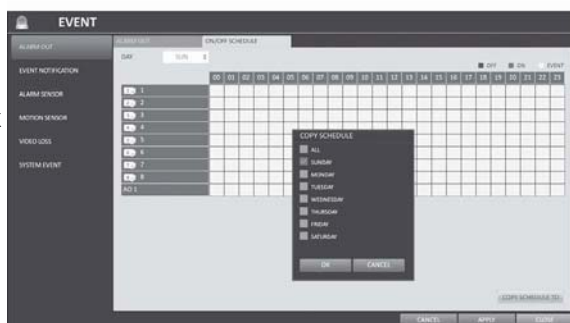 EVENT
ALARM OUT
ALARM OUT ON/OFF SCHEDULE
DAY SUN
OFF ON EVENT
00 01 02 03 04 05 06 07 08 09 10 11 12 13 14 15 16 17 18 19 20 21 22 23
EVENT NOTIFICATION
ALARM SENSOR
MOTION SENSOR
VIDEO LOSS
SYSTEM EVENT
1
2
3
4
5
6
7
8
AO 1
COPY SCHEDULE
ALL
SUNDAY
MONDAY
TUESDAY
WEDNESDAY
THURSDAY
FRIDAY
SATURDAY
OK CANCEL
COPY SCHEDULE TO
CANCEL APPLY CLOSE